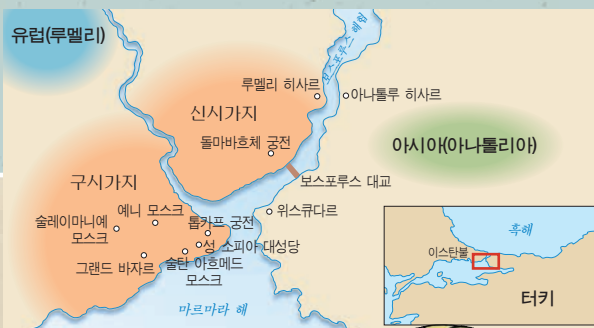 유럽(루멜리)
보스포루스 해협
루멜리 히사르
아나톨루 히사르
신시가지
돌마바흐체 궁전
아시아(아나톨리아)
구시가지
보스포루스 대교
예니 모스크
위스퀴다르
술레이마니예
모스크
톱카프 궁전
성 소피아 대성당
그랜드 바자르
술탄 아흐메드
모스크
마르마라 해
흑해
이스탄불
터키